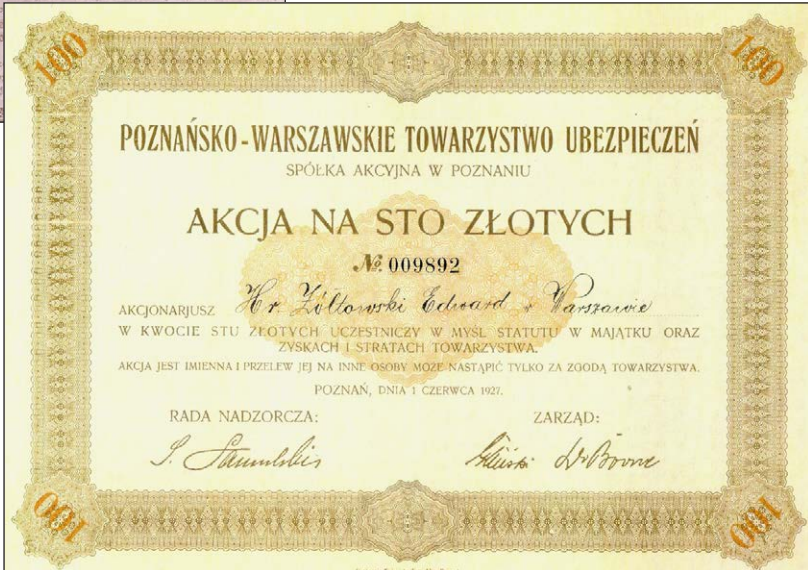 100 100
POZNAŃSKO-WARSZAWSKIE TOWARZYSTWO UBEZPIECZEŃ
SPÓŁKA AKCYJNA W POZNANIU
AKCJA NA STO ZŁOTYCH
№ 009892
AKCJONARJUSZ Hr. Żółtowski Edward w Warszawie
W KWOCIE STU ZŁOTYCH UCZESTNICZY W MYŚL STATUTU W MAJĄTKU ORAZ
ZYSKACH I STRATACH TOWARZYSTWA.
AKCJA JEST IMIENNA I PRZELEW JEJ NA INNE OSOBY MOŻE NASTĄPIĆ TYLKO ZA ZGODĄ TOWARZYSTWA.
POZNAŃ, DNIA 1 CZERWCA 1927.
RADA NADZORCZA: ZARZĄD:
100 100